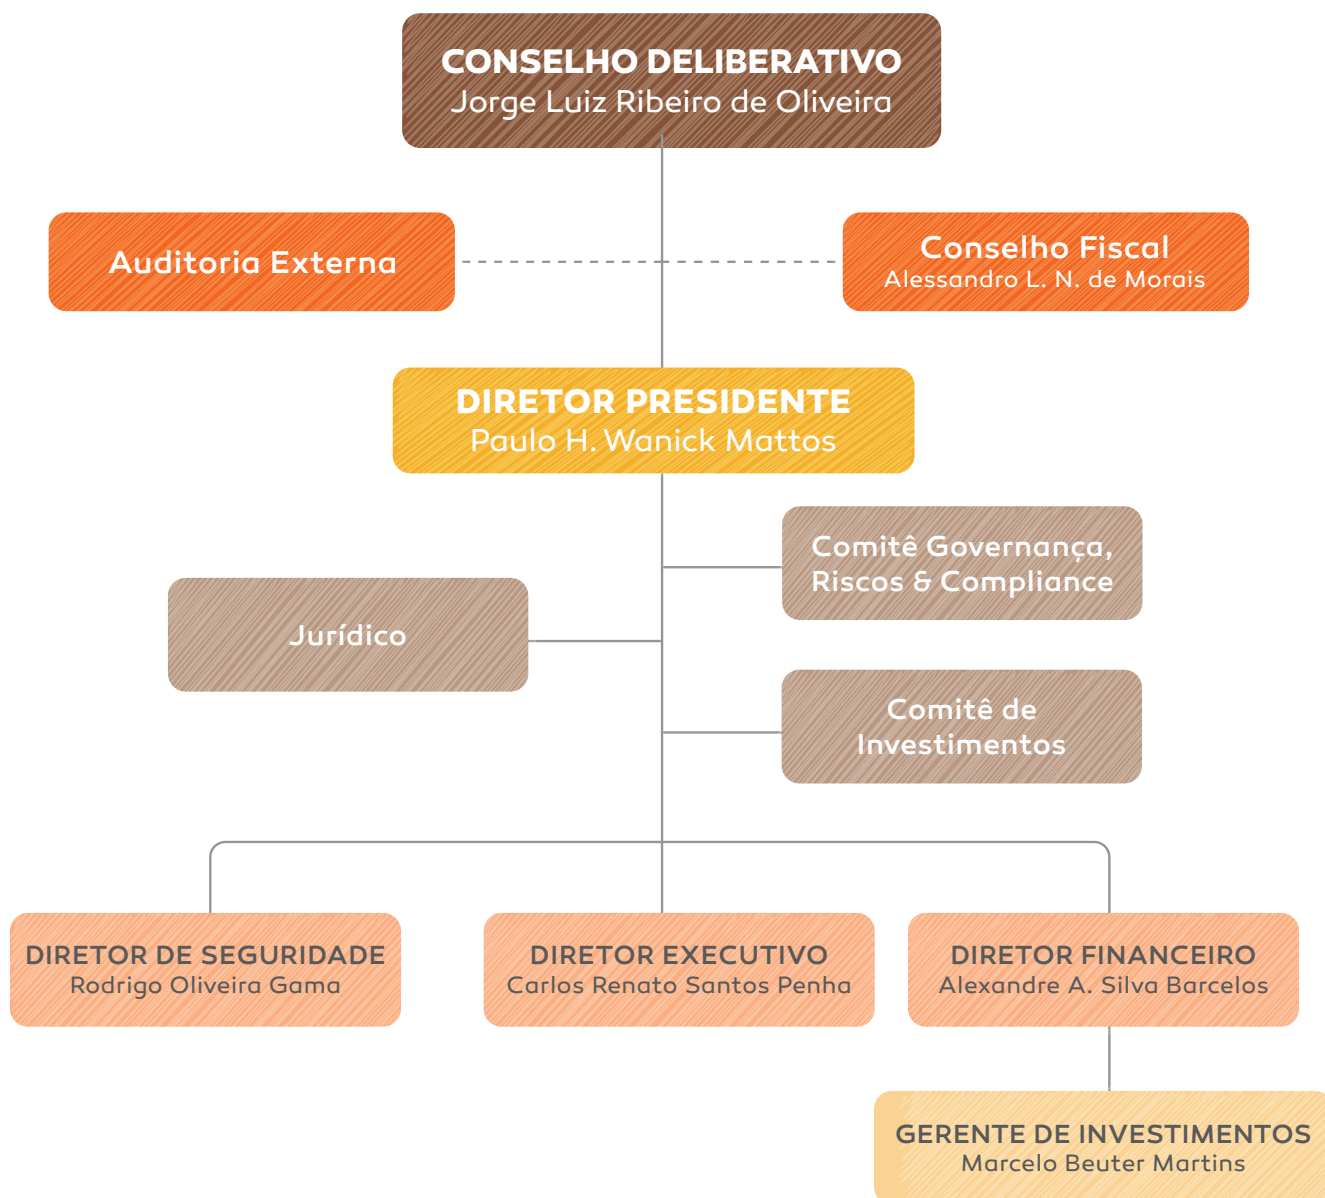 CONSELHO DELIBERATIVO
Jorge Luiz Ribeiro de Oliveira
Auditoria Externa
Conselho Fiscal
Alessandro L. N. de Morais
DIRETOR PRESIDENTE
Paulo H. Wanick Mattos
Comitê Governança,
Riscos & Compliance
Jurídico
Comitê de
Investimentos
DIRETOR DE SEGURIDADE
Rodrigo Oliveira Gama
DIRETOR EXECUTIVO
Carlos Renato Santos Penha
DIRETOR FINANCEIRO
Alexandre A. Silva Barcelos
GERENTE DE INVESTIMENTOS
Marcelo Beuter Martins